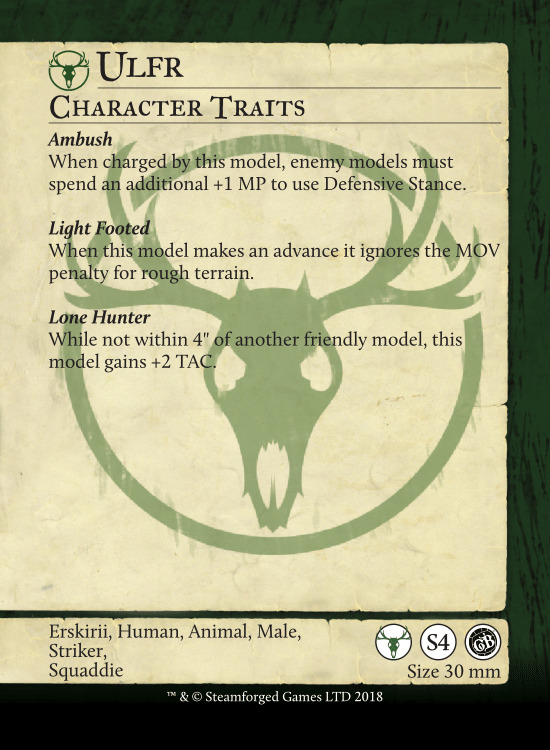 Ulfr
Character Traits
Ambush
When charged by this model, enemy models must
spend an additional +1 MP to use Defensive Stance.
Light Footed
When this model makes an advance it ignores the MOV
penalty for rough terrain.
Lone Hunter
While not within 4" of another friendly model, this
model gains +2 TAC.
Erskirii, Human, Animal, Male,
Striker,
Squaddie
S4
GB
Size 30 mm
™ & © Steamforged Games LTD 2018